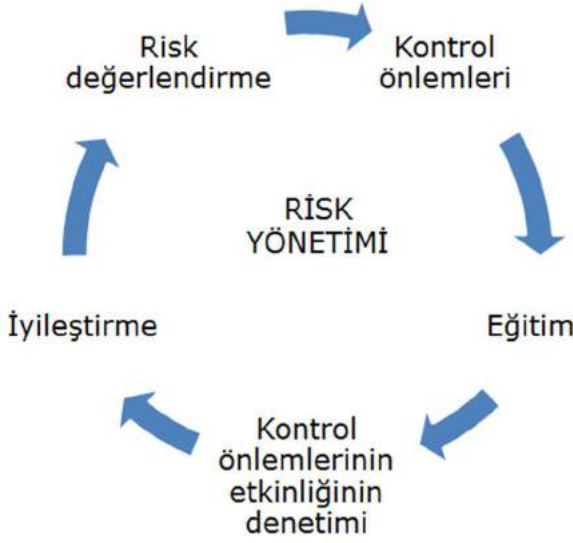 Risk
değerlendirme
Kontrol
önlemleri
RİSK
YÖNETİMİ
İyileştirme
Eğitim
Kontrol
önlemlerinin
etkinliğinin
denetimi